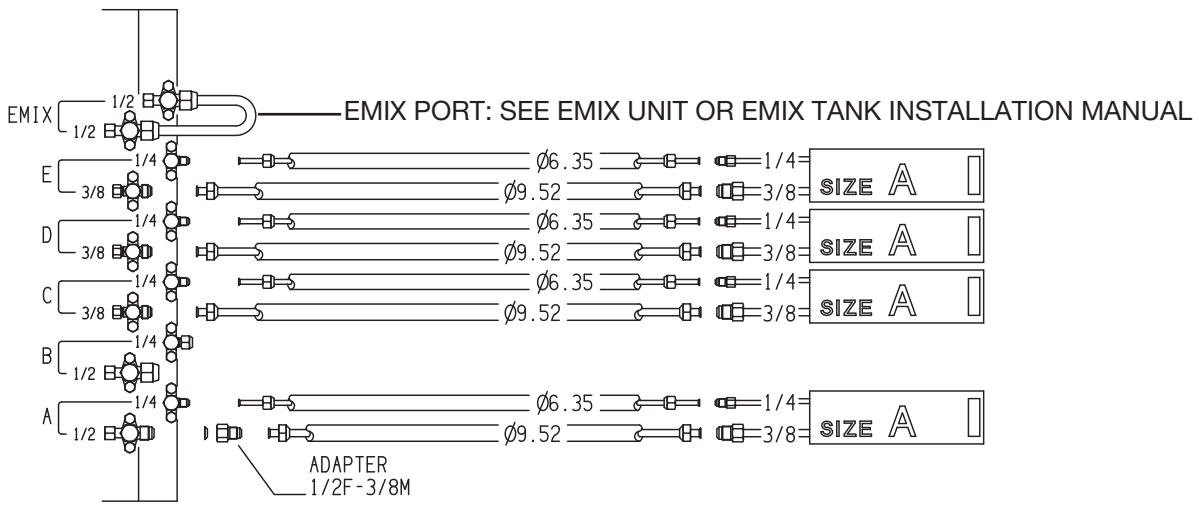 EMIX
1/2
1/2
EMIX PORT: SEE EMIX UNIT OR EMIX TANK INSTALLATION MANUAL
E
1/4
3/8
Ø6.35
Ø9.52
1/4
3/8
SIZE A
D
1/4
3/8
Ø6.35
Ø9.52
1/4
3/8
SIZE A
C
1/4
3/8
Ø6.35
Ø9.52
1/4
3/8
SIZE A
B
1/4
1/2
A
1/4
1/2
Ø6.35
Ø9.52
1/4
3/8
SIZE A
ADAPTER
1/2F-3/8M